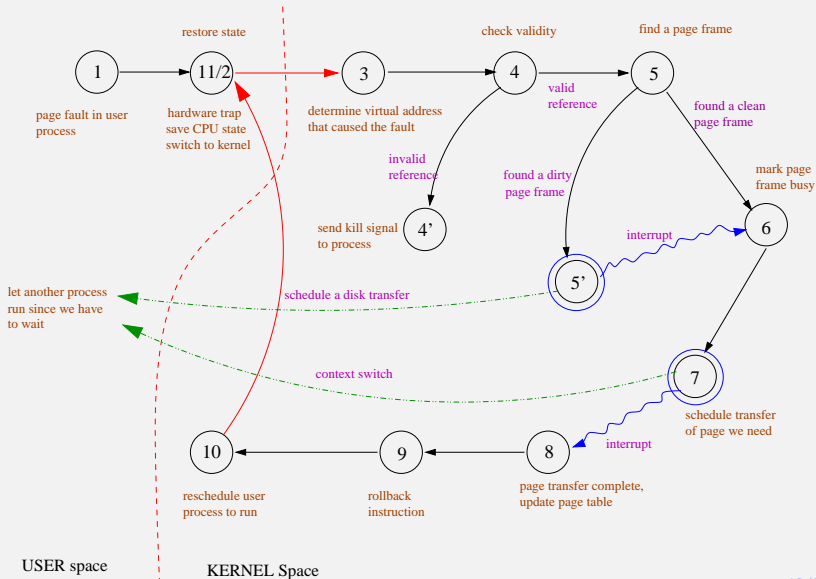 restore state
check validity
find a page frame
1
11/2
3
4
5
valid
reference
found a clean
page frame
page fault in user
process
hardware trap
save CPU state
switch to kernel
determine virtual address
that caused the fault
invalid
reference
found a dirty
page frame
mark page
frame busy
send kill signal
to process
4'
interrupt
6
5'
let another process
run since we have
to wait
schedule a disk transfer
context switch
7
schedule transfer
of page we need
interrupt
10
9
8
reschedule user
process to run
rollback
instruction
page transfer complete,
update page table
USER space
KERNEL Space